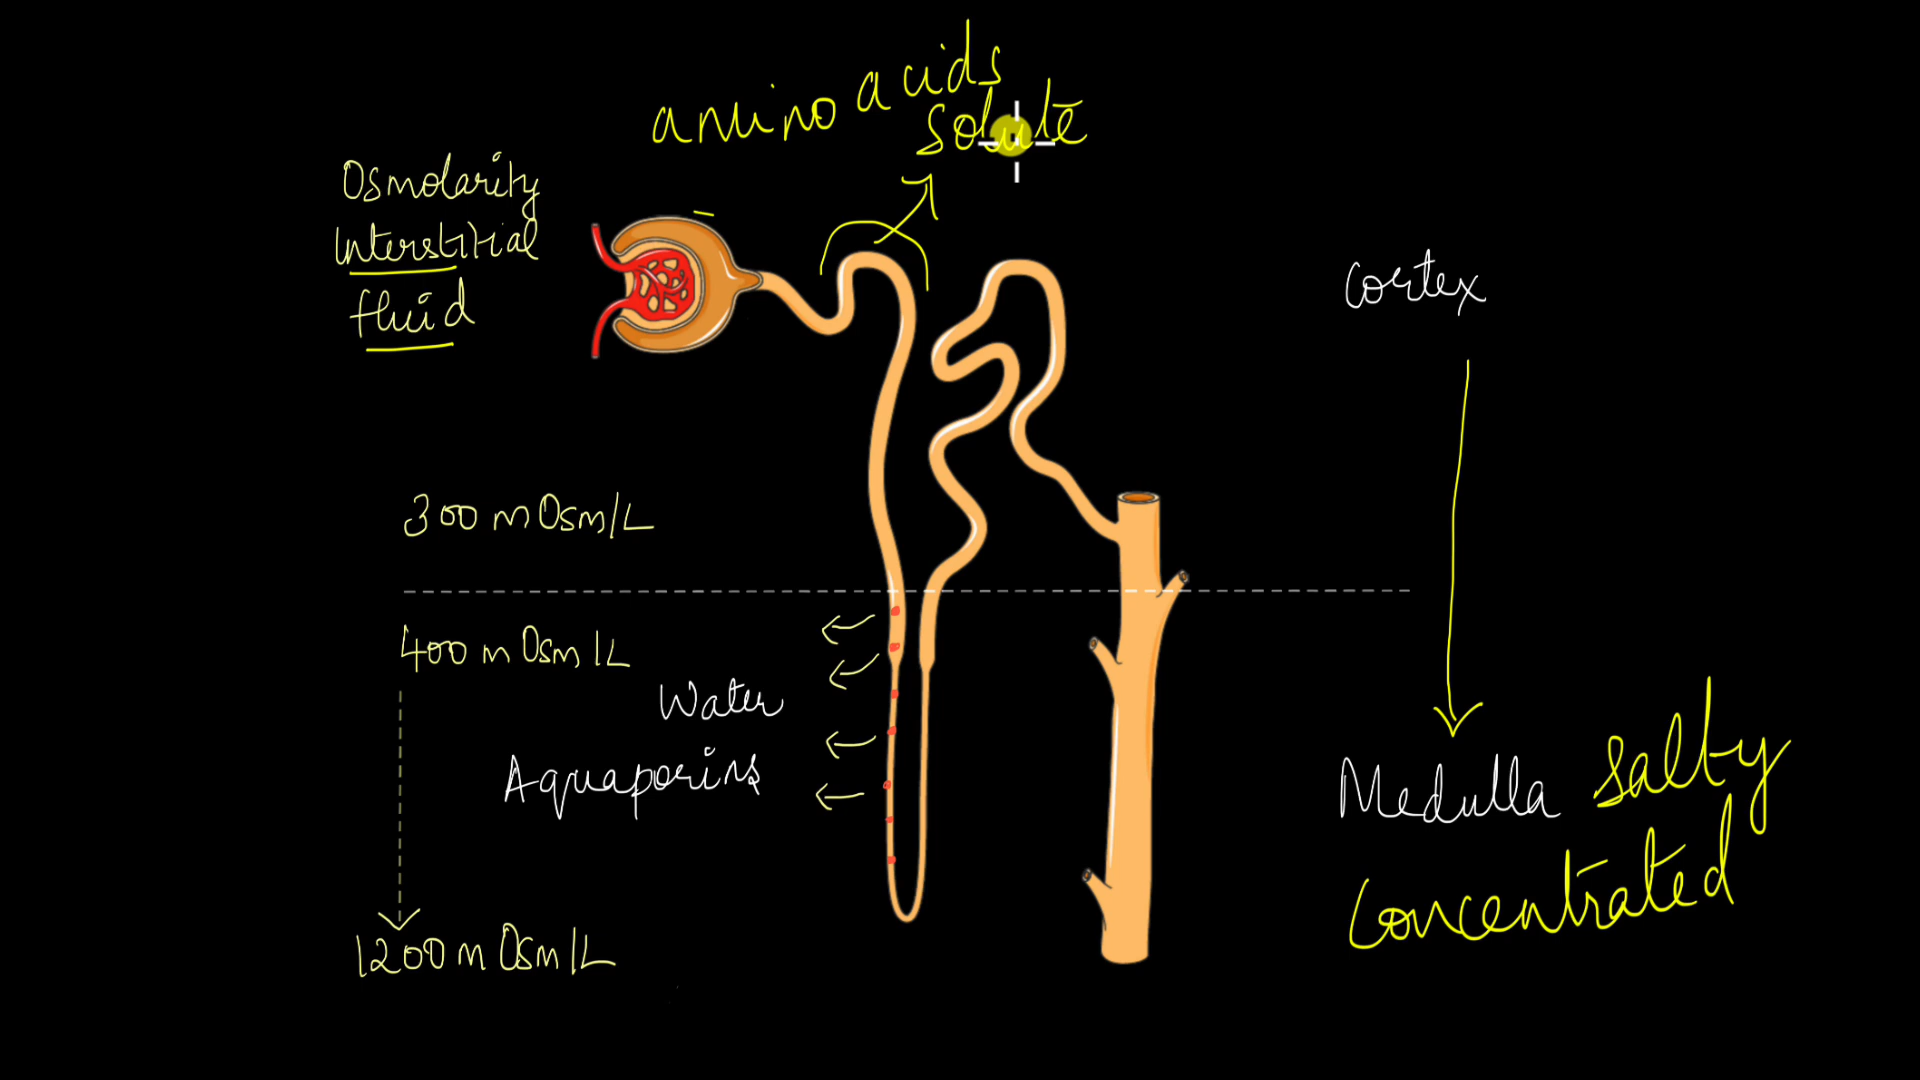 amino acids
solute
Osmolarity
Interstitial
fluid
Cortex
300 mOsm/L
400 mOsm/L
Water
Aquaporins
Medulla Salty
Concentrated
1200 mOsm/L